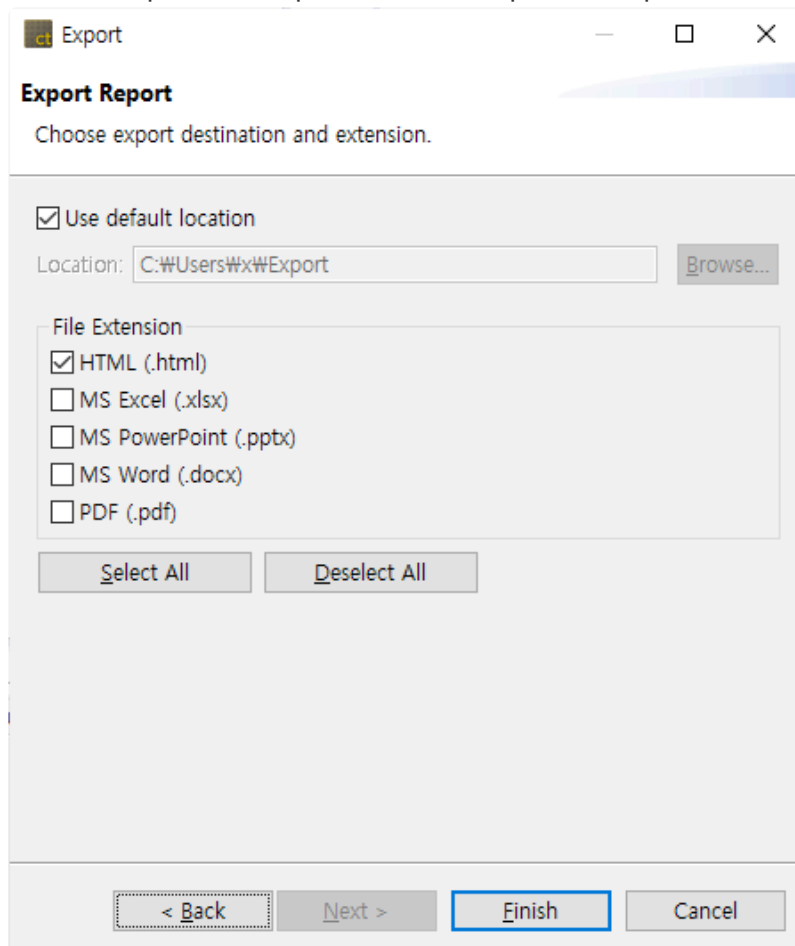 ct Export
Export Report
Choose export destination and extension.
Use default location
Location: C:₩Users₩x₩Export Browse...
File Extension
HTML (.html)
MS Excel (.xlsx)
MS PowerPoint (.pptx)
MS Word (.docx)
PDF (.pdf)
Select All Deselect All
< Back Next > Finish Cancel